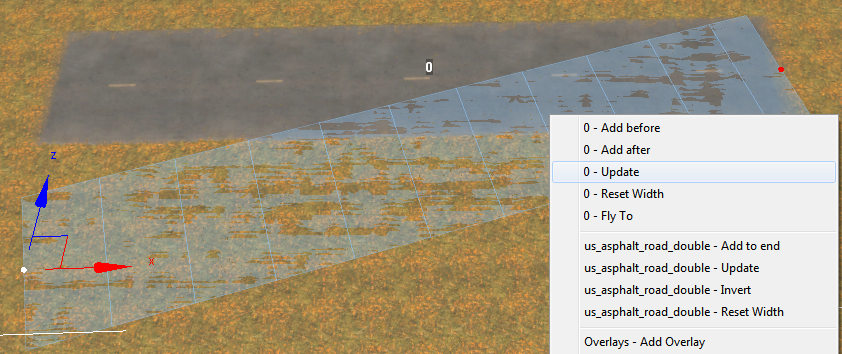 0
0 - Add before
0 - Add after
z
0 - Update
0 - Reset Width
0 - Fly To
us_asphalt_road_double - Add to end
x
us_asphalt_road_double - Update
us_asphalt_road_double - Invert
us_asphalt_road_double - Reset Width
Overlays - Add Overlay